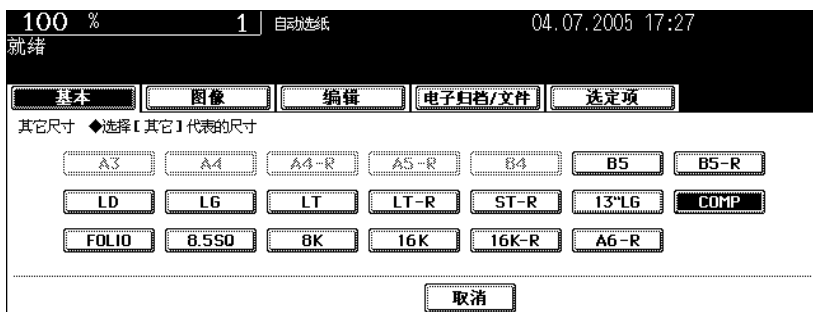 100 % 1 自动选纸 04.07.2005 17:27
就绪
基本 图像 编辑 电子归档/文件 选定项
其它尺寸 ◆选择[其它]代表的尺寸
A3 A4 A4-R A5-R B4 B5 B5-R
LD LG LT LT-R ST-R 13"LG COMP
FOLIO 8.5SQ 8K 16K 16K-R A6-R
取消